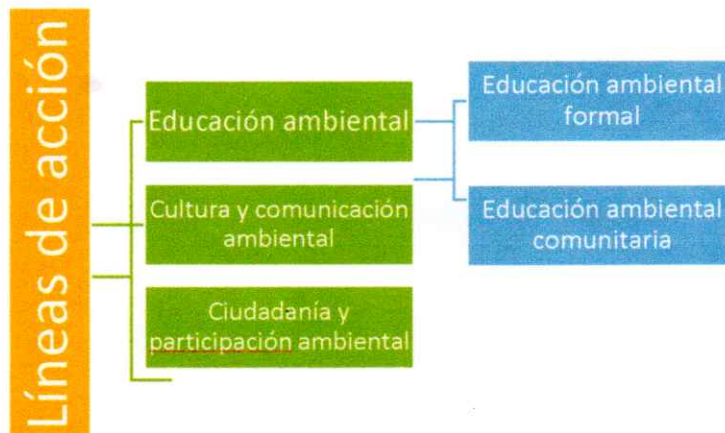 Líneas de acción
Educación ambiental
Cultura y comunicación
ambiental
Ciudadanía y
participación ambiental
Educación ambiental
formal
Educación ambiental
comunitaria